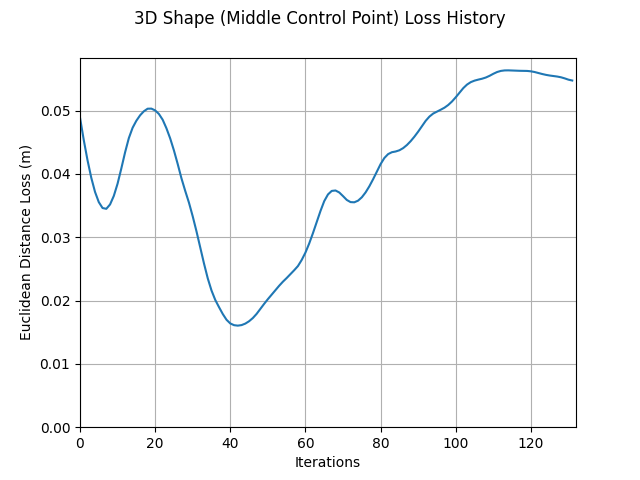 3D Shape (Middle Control Point) Loss History
Euclidean Distance Loss (m)
0.05
0.04
0.03
0.02
0.01
0.00
0 20 40 60 80 100 120
Iterations